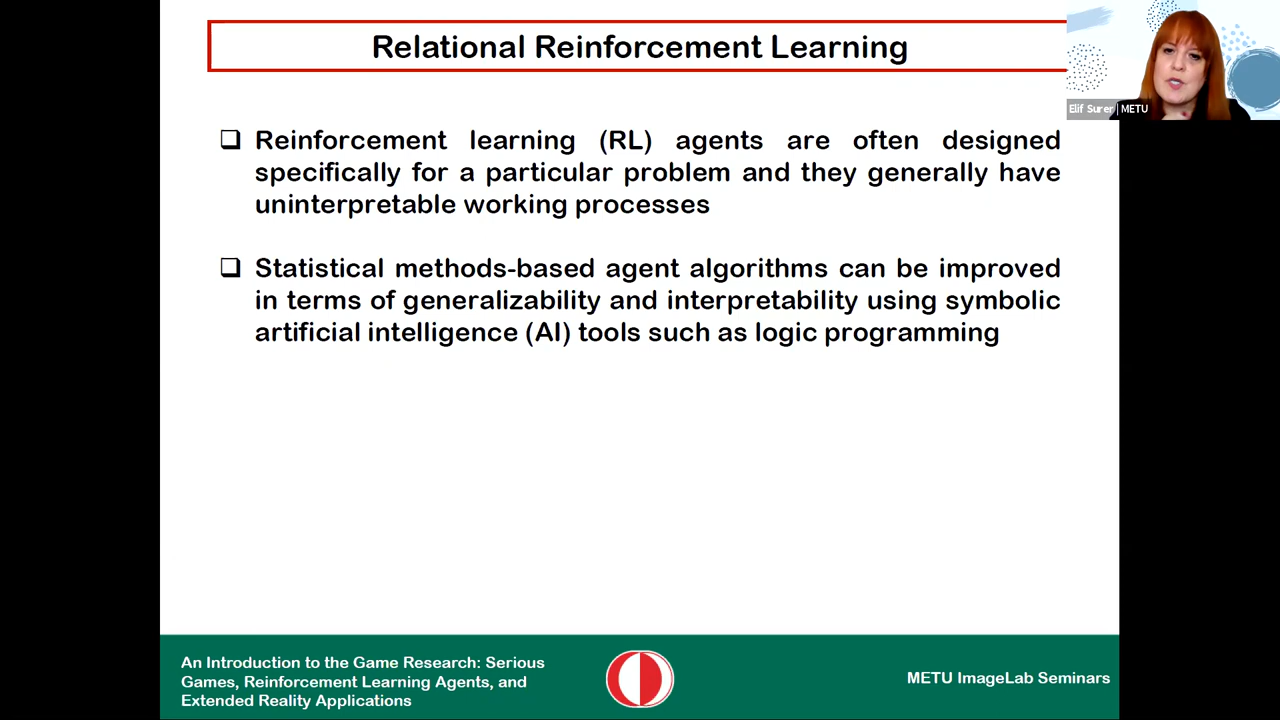 Relational Reinforcement Learning
Elif Surer | METU
❑ Reinforcement learning (RL) agents are often designed
specifically for a particular problem and they generally have
uninterpretable working processes
❑ Statistical methods-based agent algorithms can be improved
in terms of generalizability and interpretability using symbolic
artificial intelligence (AI) tools such as logic programming
An Introduction to the Game Research: Serious
Games, Reinforcement Learning Agents, and
Extended Reality Applications
METU ImageLab Seminars